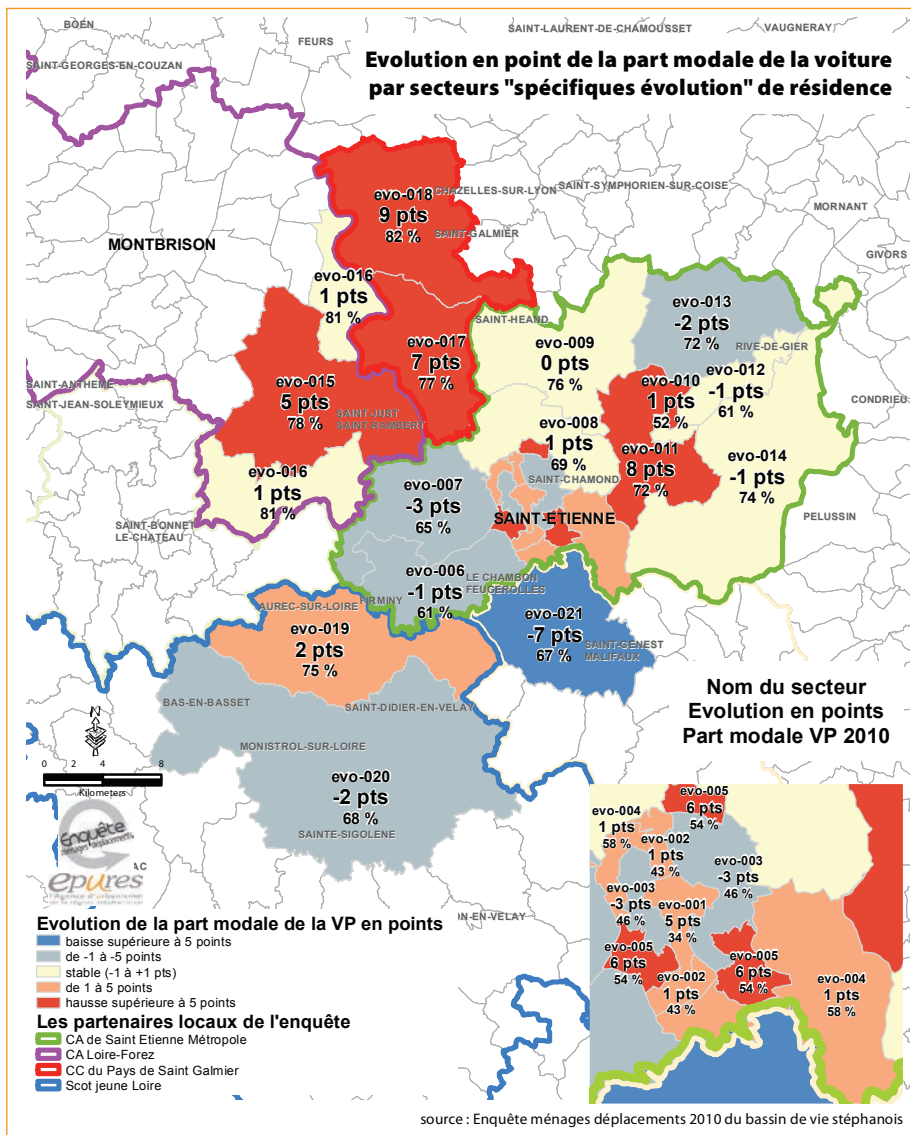 BOËN
FEURS
SAINT-LAURENT-DE-CHAMOUSSET
VAUGNERAY
SAINT-GEORGES-EN-COUZAN
Evolution en point de la part modale de la voiture
par secteurs "spécifiques évolution" de résidence
evo-018
9 pts
82 %
CHAZELLES-SUR-LYON
SAINT-SYMPHORIEN-SUR-COISE
MORNANT
SAINT-GALMIER
MONTBRISON
GIVORS
evo-016
1 pts
81 %
evo-013
-2 pts
72 %
SAINT-HEAND
evo-017
7 pts
77 %
evo-009
0 pts
76 %
RIVE-DE-GIER
evo-012
-1 pts
61 %
evo-010
1 pts
52 %
SAINT-ANTHEME
SAINT-JEAN-SOLEYMIEUX
evo-015
5 pts
78 %
SAINT-JUST
SAINT-RAMBERT
CONDRIEU
evo-008
1 pts
69 %
evo-011
8 pts
72 %
evo-014
-1 pts
74 %
evo-016
1 pts
81 %
evo-007
-3 pts
65 %
SAINT-CHAMOND
SAINT-ETIENNE
PELUSSIN
SAINT-BONNET
LE-CHATEAU
evo-006
-1 pts
61 %
LE CHAMBON
FEUGEROLLES
FIRMINY
AUREC-SUR-LOIRE
evo-019
2 pts
75 %
evo-021
-7 pts
67 %
SAINT-GENEST
MALIFAUX
BAS-EN-BASSET
SAINT-DIDIER-EN-VELAY
Nom du secteur
Evolution en points
Part modale VP 2010
N
0 2 4 8
Kilometers
MONISTROL-SUR-LOIRE
evo-020
-2 pts
68 %
SAINTE-SIGOLENE
Enquête
ménages déplacements
epures
l'Agence d'urbanisme
AC
ON-EN-VELAY
evo-005
6 pts
54 %
evo-004
1 pts
58 %
evo-002
1 pts
43 %
evo-003
-3 pts
46 %
evo-003
-3 pts
46 %
evo-001
5 pts
34 %
evo-005
6 pts
54 %
evo-005
6 pts
54 %
evo-002
1 pts
43 %
evo-004
1 pts
58 %
Evolution de la part modale de la VP en points
baisse supérieure à 5 points
de -1 à -5 points
stable (-1 à +1 pts)
de 1 à 5 points
hausse supérieure à 5 points
Les partenaires locaux de l'enquête
CA de Saint Etienne Métropole
CA Loire-Forez
CC du Pays de Saint Galmier
Scot jeune Loire
source : Enquête ménages déplacements 2010 du bassin de vie stéphanois